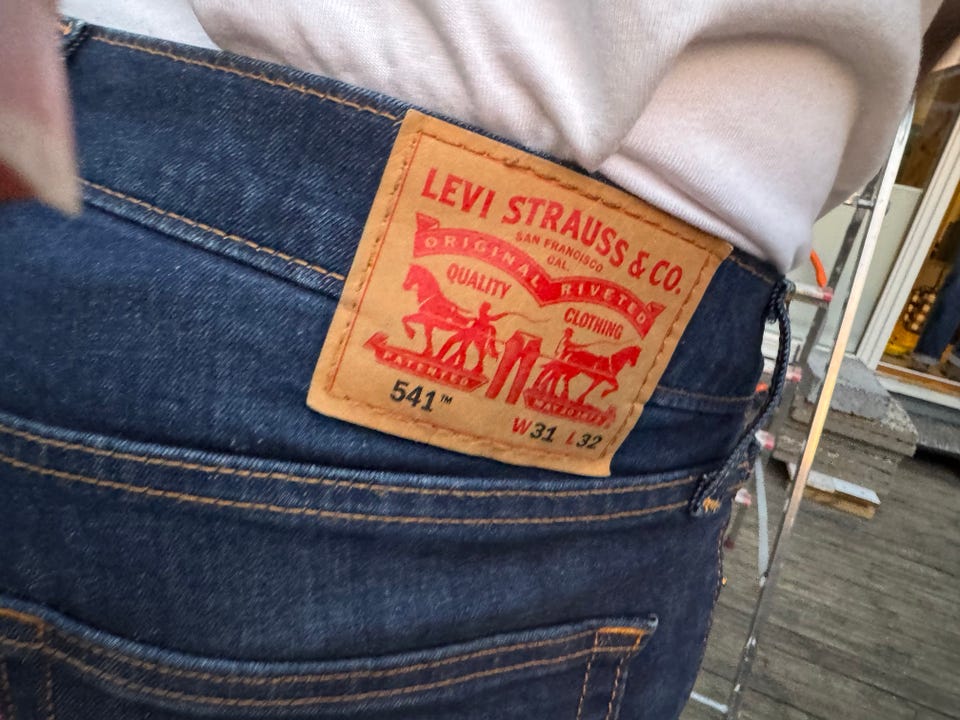 LEVI STRAUSS & CO.
SAN FRANCISCO
CAL.
ORIGINAL RIVETED
QUALITY
CLOTHING
PATENTED
541™
W31 L32